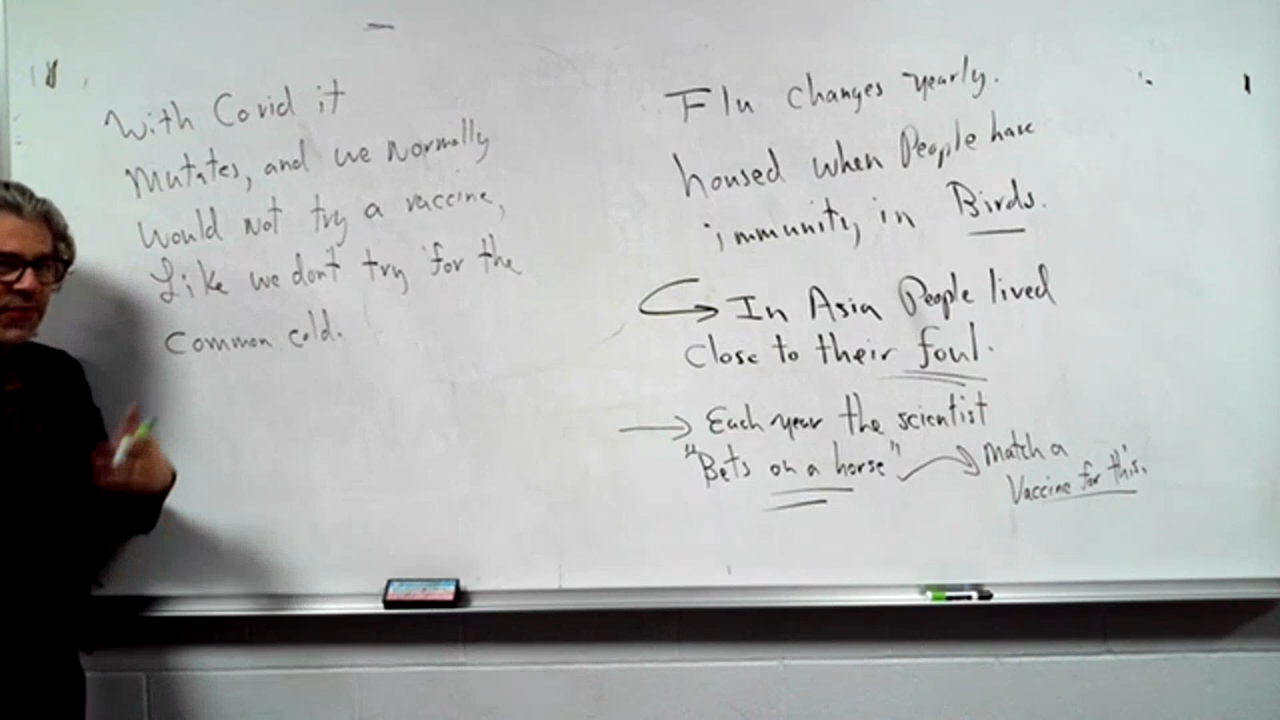 With Covid it
mutates, and we normally
would not try a vaccine,
Like we don't try for the
common cold.
Flu changes yearly.
housed when People have
immunity in Birds.
In Asia People lived
close to their foul.
Each year the scientist
"Bets on a horse"
match a
Vaccine for this.